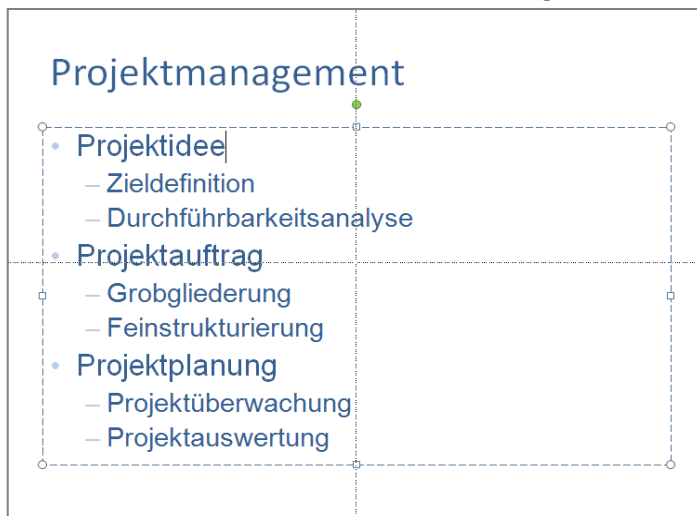 Projektmanagement
• Projektidee
– Zieldefinition
– Durchführbarkeitsanalyse
• Projektauftrag
– Grobgliederung
– Feinstrukturierung
• Projektplanung
– Projektüberwachung
– Projektauswertung